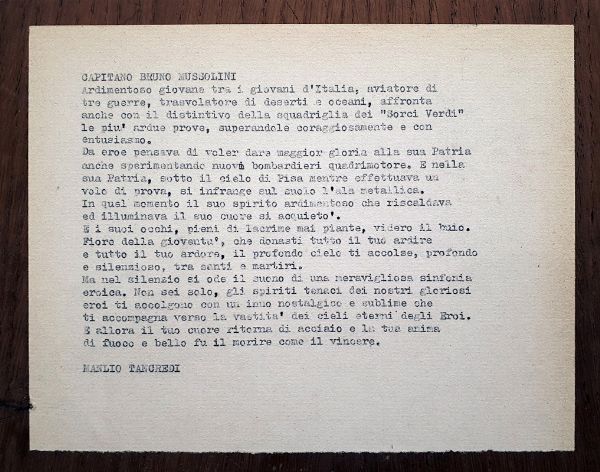 CAPITANO BRUNO MUSSOLINI
Ardimentoso giovane tra i giovani d'Italia, aviatore di
tre guerre, trasvolatore di deserti e oceani, affronta
anche con il distintivo della squadriglia dei "Sorci Verdi"
le piu' ardue prove, superandole coraggiosamente e con
entusiasmo.
Da eroe pensava di voler dare maggior gloria alla sua Patria
anche sperimentando nuovi bombardieri quadrimotore. E nella
sua Patria, sotto il cielo di Pisa mentre effettuava un
volo di prova, si infrange sul suolo l'ala metallica.
In quel momento il suo spirito ardimentoso che riscaldava
ed illuminava il suo cuore si acquieto'.
E i suoi occhi, pieni di lacrime mai piante, videro il buio.
Fiore della gioventu', che donasti tutto il tuo ardire
e tutto il tuo ardore, il profondo cielo ti accolse, profondo
e silenzioso, tra santi e martiri.
Ma nel silenzio si ode il suono di una meravigliosa sinfonia
eroica. Non sei solo, gli spiriti tenaci dei nostri gloriosi
eroi ti accolgono con un inno nostalgico e sublime che
ti accompagna verso la vastita' dei cieli eterni degli Eroi.
E allora il tuo cuore ritorna di acciaio e la tua anima
di fuoco e bello fu il morire come il vincere.
MANLIO TANCREDI